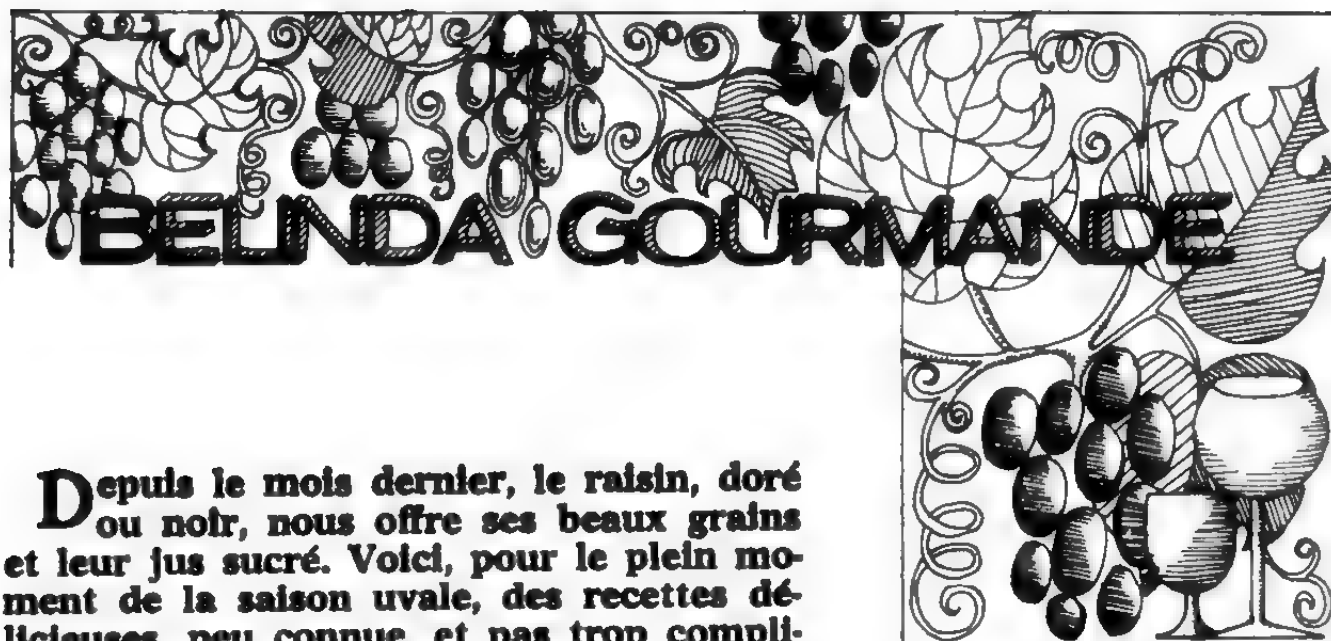 BELINDA GOURMANDE
Depuis le mois dernier, le raisin, doré
ou noir, nous offre ses beaux grains
et leur jus sucré. Voici, pour le plein mo-
ment de la saison uvale, des recettes dé-
licieuses, peu connue, et pas trop compli-